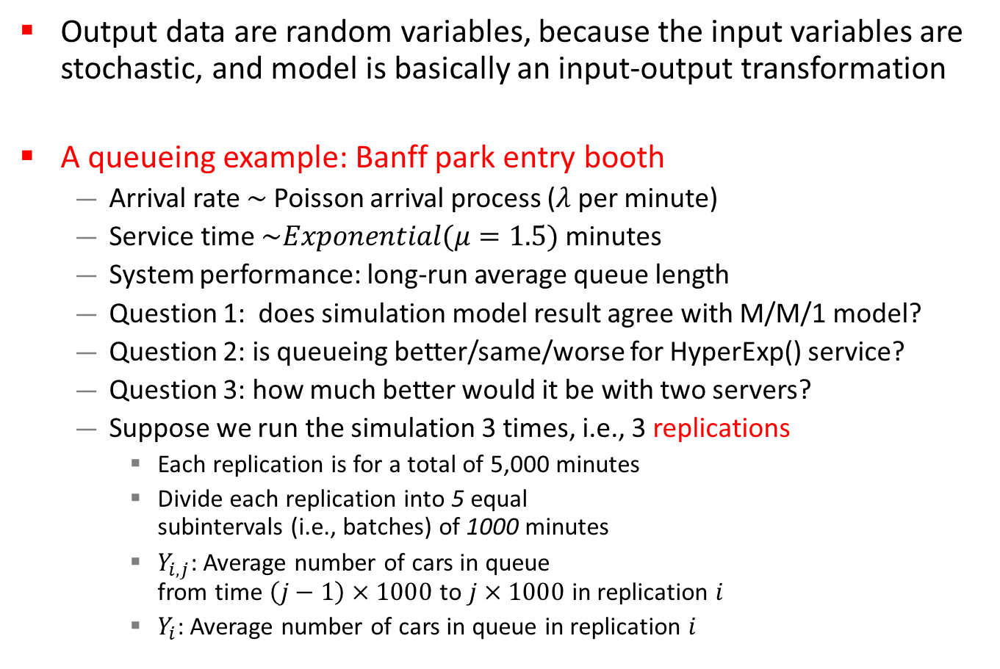 ▪ Output data are random variables, because the input variables are
stochastic, and model is basically an input-output transformation
▪ A queueing example: Banff park entry booth
— Arrival rate ~ Poisson arrival process (λ per minute)
— Service time ~Exponential(μ = 1.5) minutes
— System performance: long-run average queue length
— Question 1:  does simulation model result agree with M/M/1 model?
— Question 2: is queueing better/same/worse for HyperExp() service?
— Question 3: how much better would it be with two servers?
— Suppose we run the simulation 3 times, i.e., 3 replications
▪ Each replication is for a total of 5,000 minutes
▪ Divide each replication into 5 equal
subintervals (i.e., batches) of 1000 minutes
▪ Y_{i,j}: Average number of cars in queue
from time (j − 1) × 1000 to j × 1000 in replication i
▪ Y_i: Average number of cars in queue in replication i